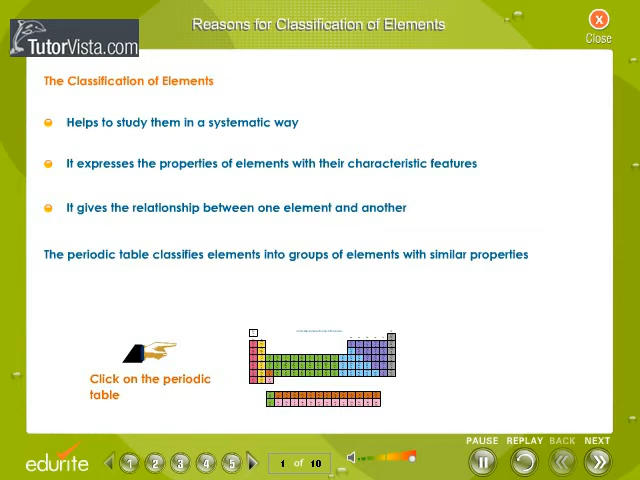 Reasons for Classification of Elements
TutorVista.com
Close
The Classification of Elements
Helps to study them in a systematic way
It expresses the properties of elements with their characteristic features
It gives the relationship between one element and another
The periodic table classifies elements into groups of elements with similar properties
Click on the periodic
table
PAUSE REPLAY BACK NEXT
edurite
1 2 3 4 5
1 of 10